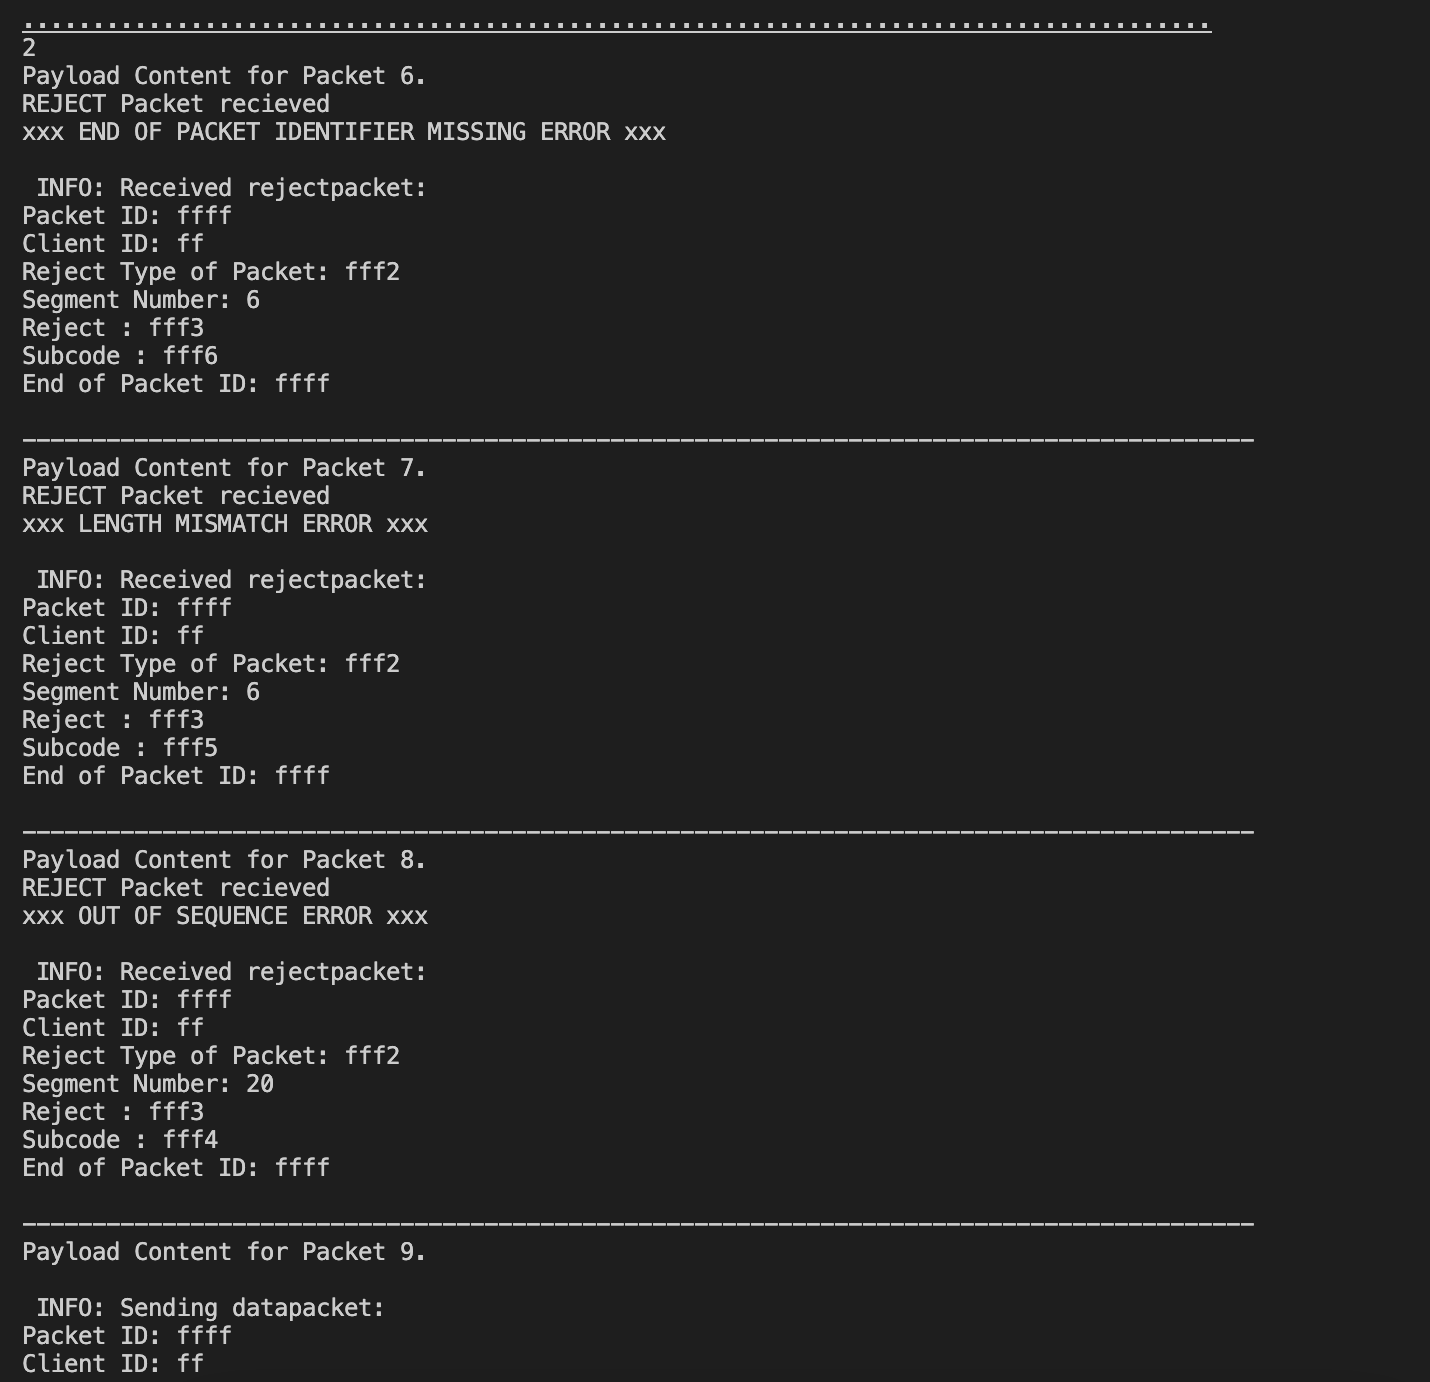 2
Payload Content for Packet 6.
REJECT Packet recieved
xxx END OF PACKET IDENTIFIER MISSING ERROR xxx
INFO: Received rejectpacket:
Packet ID: ffff
Client ID: ff
Reject Type of Packet: fff2
Segment Number: 6
Reject : fff3
Subcode : fff6
End of Packet ID: ffff
----------------------------------------------------------------------------------------
Payload Content for Packet 7.
REJECT Packet recieved
xxx LENGTH MISMATCH ERROR xxx
INFO: Received rejectpacket:
Packet ID: ffff
Client ID: ff
Reject Type of Packet: fff2
Segment Number: 6
Reject : fff3
Subcode : fff5
End of Packet ID: ffff
----------------------------------------------------------------------------------------
Payload Content for Packet 8.
REJECT Packet recieved
xxx OUT OF SEQUENCE ERROR xxx
INFO: Received rejectpacket:
Packet ID: ffff
Client ID: ff
Reject Type of Packet: fff2
Segment Number: 20
Reject : fff3
Subcode : fff4
End of Packet ID: ffff
----------------------------------------------------------------------------------------
Payload Content for Packet 9.
INFO: Sending datapacket:
Packet ID: ffff
Client ID: ff